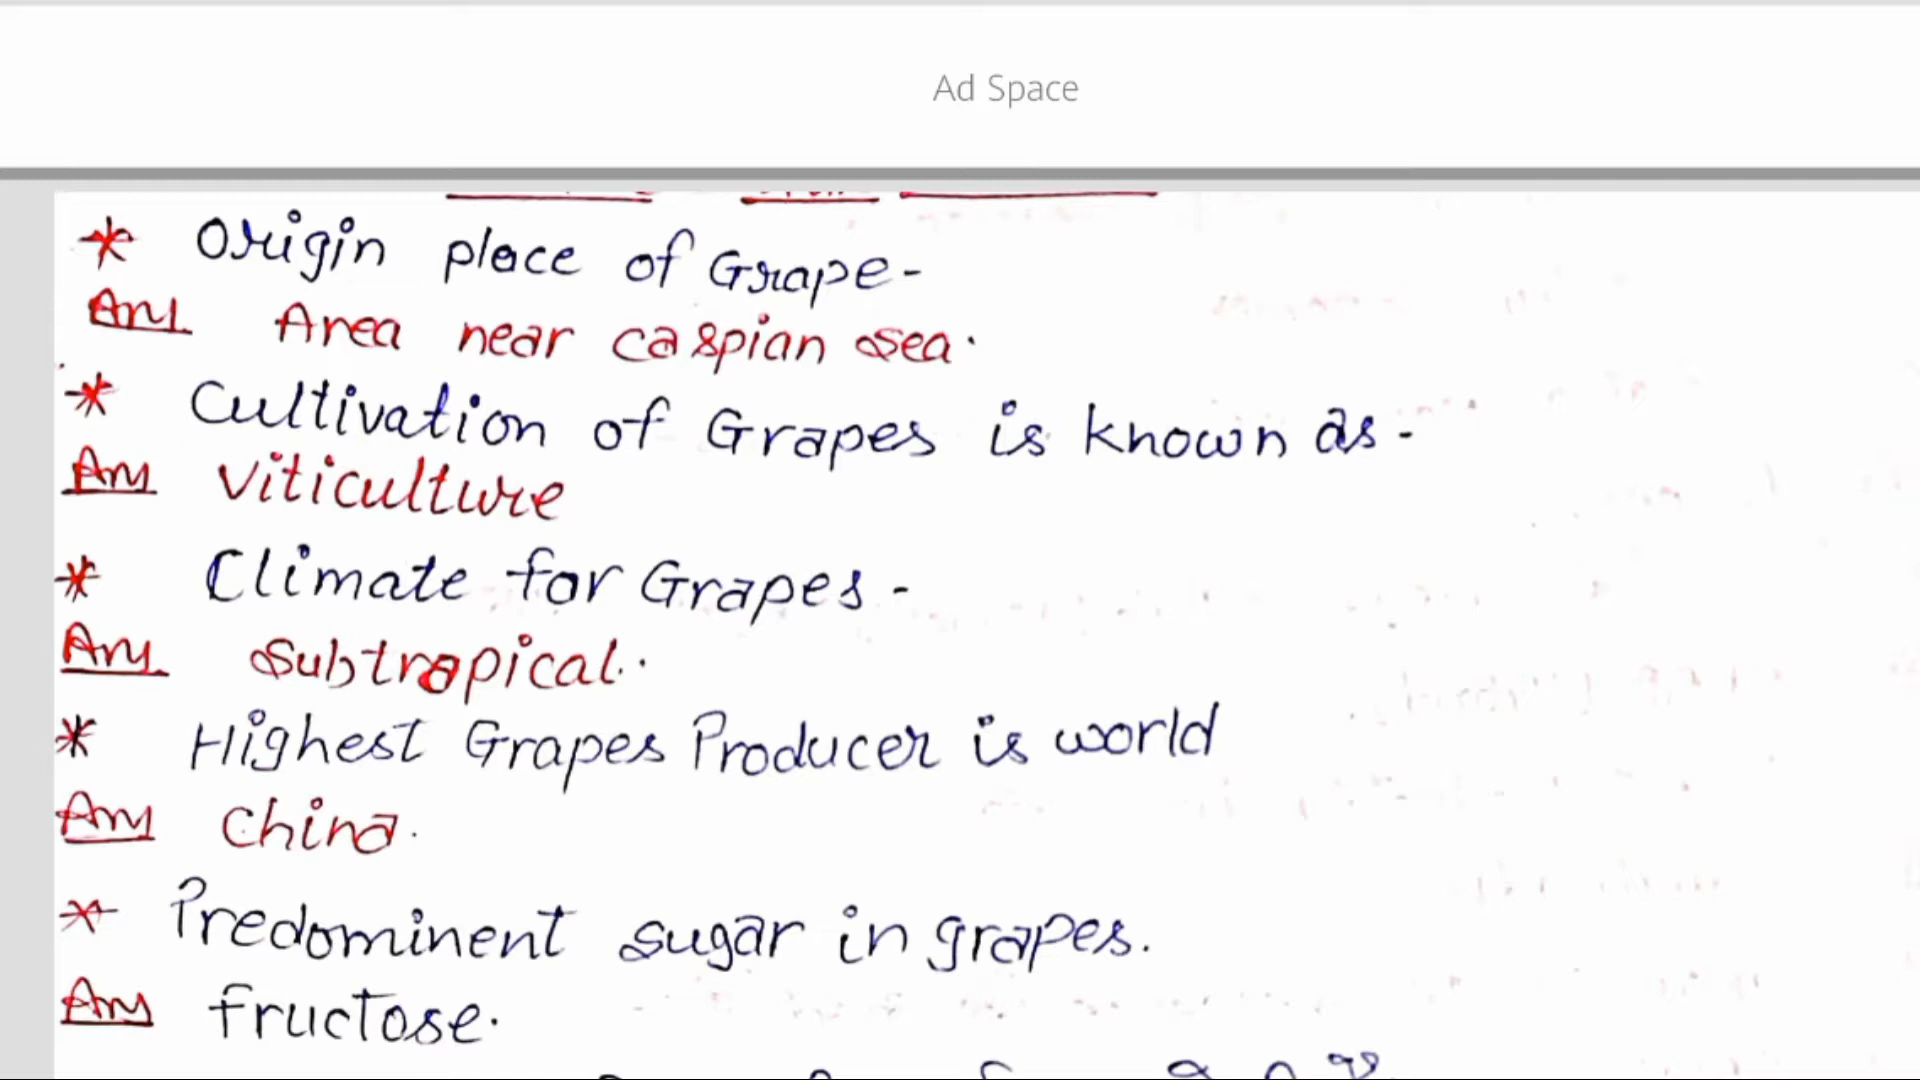 Ad Space
* Origin place of Grape-
Ans Area near caspian sea.
* Cultivation of Grapes is known as-
Ans Viticulture
* Climate for Grapes-
Ans Subtrapical.
* Highest Grapes Producer is world
Ans China.
* Predominent sugar in grapes.
Ans fructose.